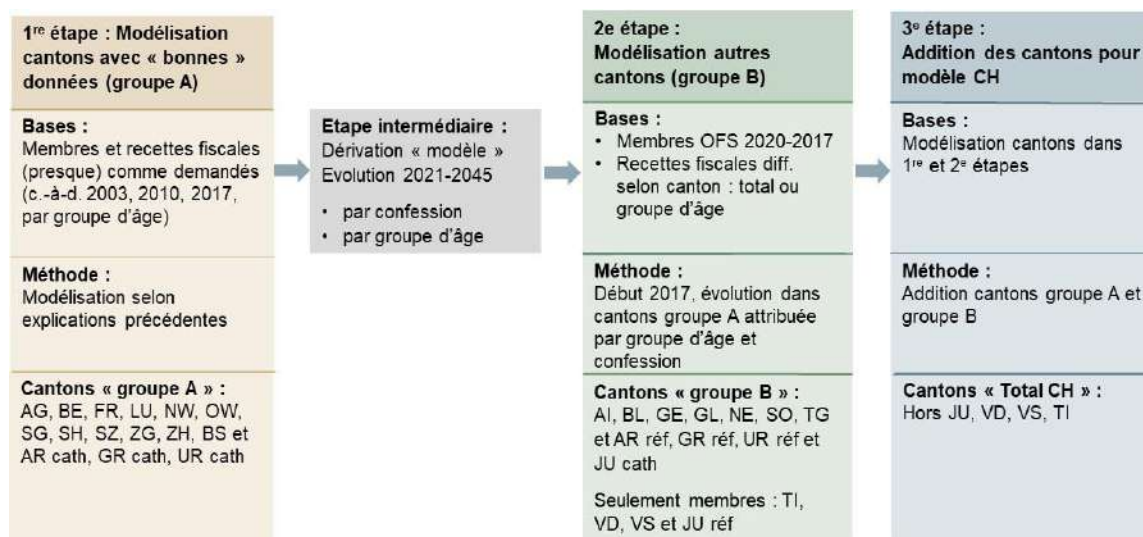 1re étape : Modélisation
cantons avec « bonnes »
données (groupe A)
Bases :
Membres et recettes fiscales
(presque) comme demandés
(c.-à-d. 2003, 2010, 2017,
par groupe d'âge)
Méthode :
Modélisation selon
explications précédentes
Cantons « groupe A » :
AG, BE, FR, LU, NW, OW,
SG, SH, SZ, ZG, ZH, BS et
AR cath, GR cath, UR cath
Etape intermédiaire :
Dérivation « modèle »
Evolution 2021-2045
• par confession
• par groupe d'âge
2e étape :
Modélisation autres
cantons (groupe B)
Bases :
• Membres OFS 2020-2017
• Recettes fiscales diff.
selon canton : total ou
groupe d'âge
Méthode :
Début 2017, évolution dans
cantons groupe A attribuée
par groupe d'âge et
confession
Cantons « groupe B » :
AI, BL, GE, GL, NE, SO, TG
et AR réf, GR réf, UR réf et
JU cath
Seulement membres : TI,
VD, VS et JU réf
3e étape :
Addition des cantons pour
modèle CH
Bases :
Modélisation cantons dans
1re et 2e étapes
Méthode :
Addition cantons groupe A et
groupe B
Cantons « Total CH » :
Hors JU, VD, VS, TI